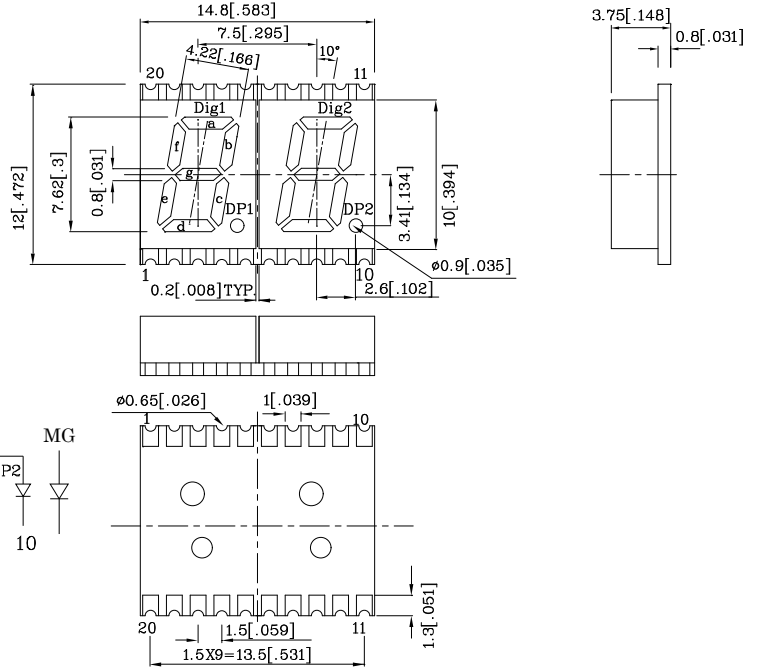 14.8[.583]
3.75[.148]
7.5[.295]
0.8[.031]
4.22[.166]
10°
20
11
Dig1
Dig2
a
f
b
g
e
c
d
DP1
DP2
12[.472]
7.62[.3]
0.8[.031]
3.41[.134]
10[.394]
1
10
ø0.9[.035]
0.2[.008]TYP.
2.6[.102]
ø0.65[.026]
1[.039]
1
10
MG
P2
10
20
11
1.5[.059]
1.3[.051]
1.5X9=13.5[.531]